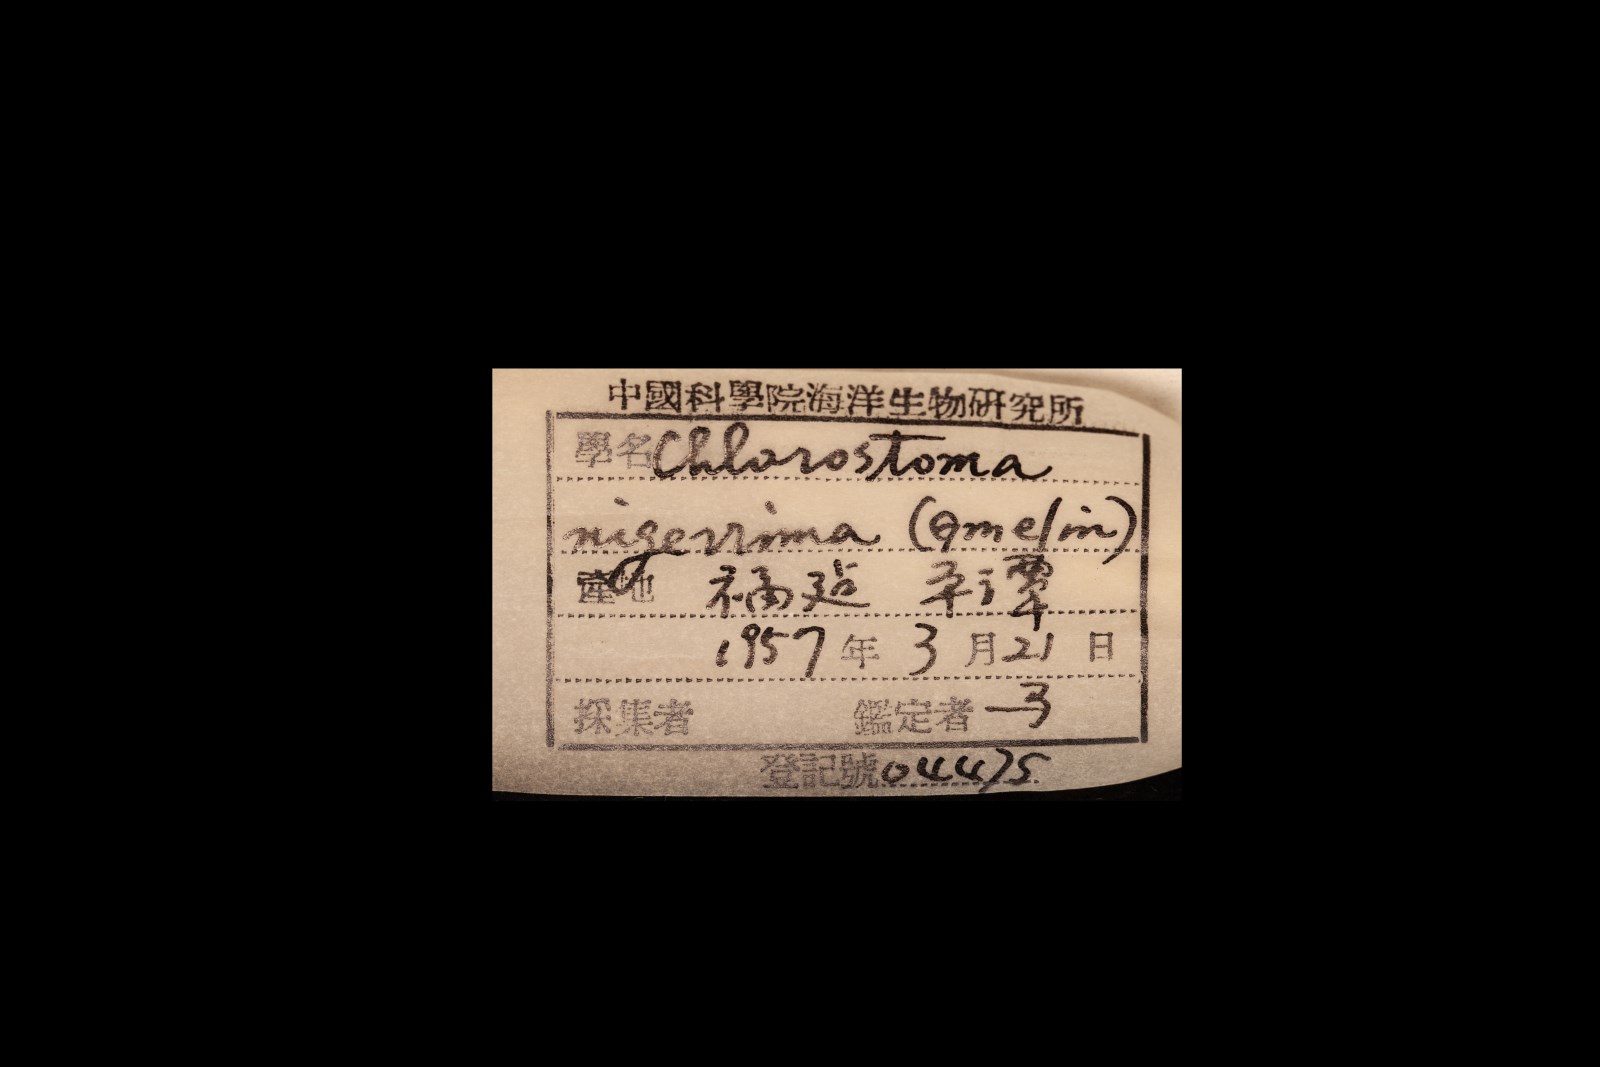 中國科學院海洋生物研究所
學名 Chlorostoma
nigerrima (Gmelin)
產地 福建 平潭
1957 年 3 月 21 日
採集者 鑑定者
登記號 04475